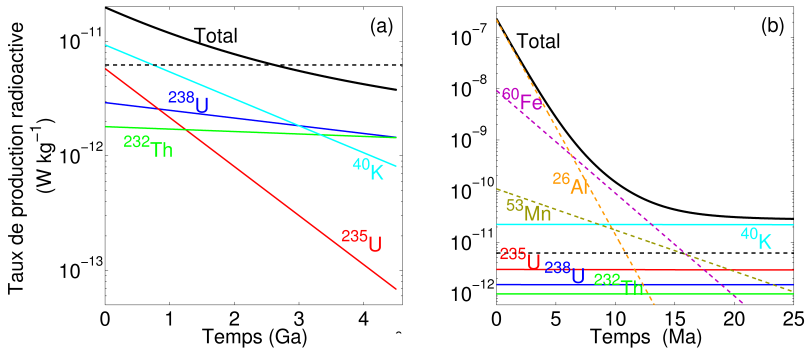 Taux de production radioactive
(W kg⁻¹)
(a)
Total
²³⁸U
²³²Th
⁴⁰K
²³⁵U
10⁻¹¹
10⁻¹²
10⁻¹³
0 1 2 3 4
Temps (Ga)
(b)
Total
⁶⁰Fe
²⁶Al
⁵³Mn
⁴⁰K
²³⁵U
²³⁸U
²³²Th
10⁻⁷
10⁻⁸
10⁻⁹
10⁻¹⁰
10⁻¹¹
10⁻¹²
0 5 10 15 20 25
Temps (Ma)